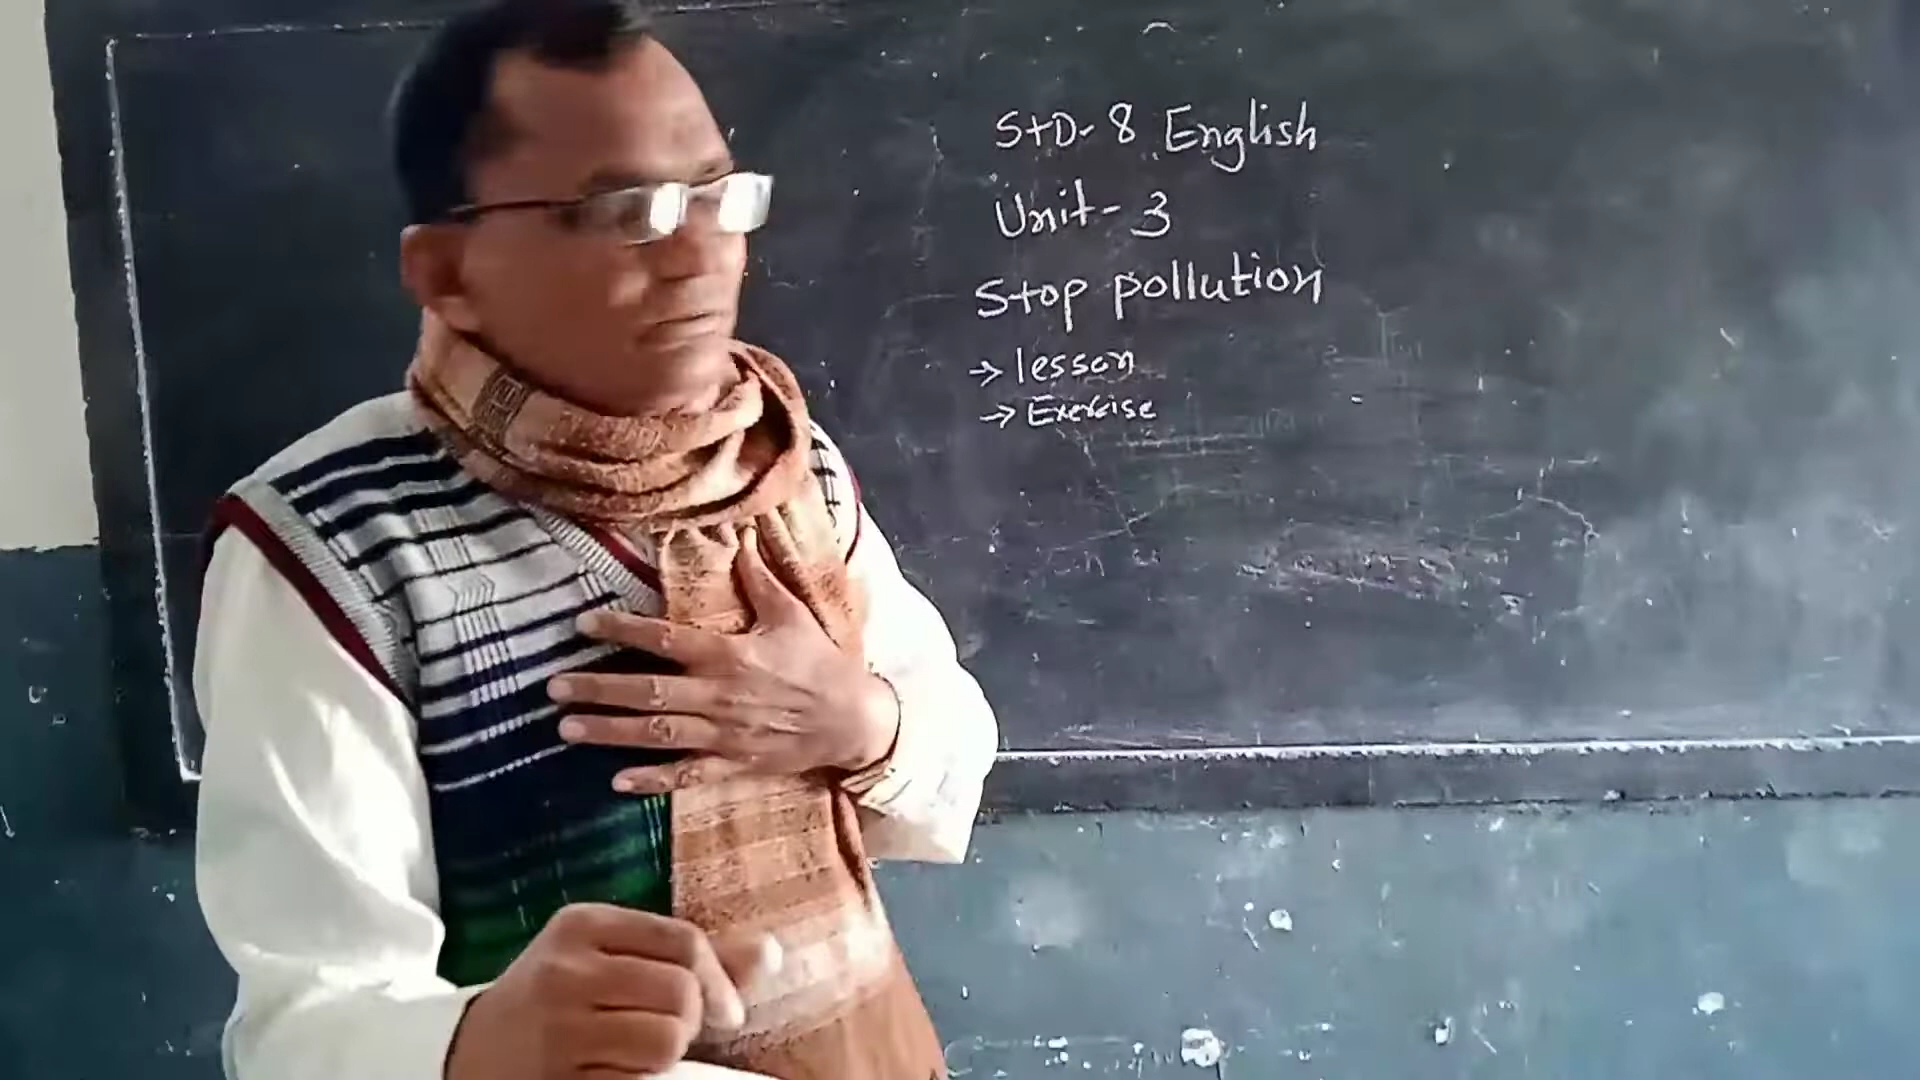 STD-8 English
Unit-3
Stop pollution
→ lesson
→ Exercise